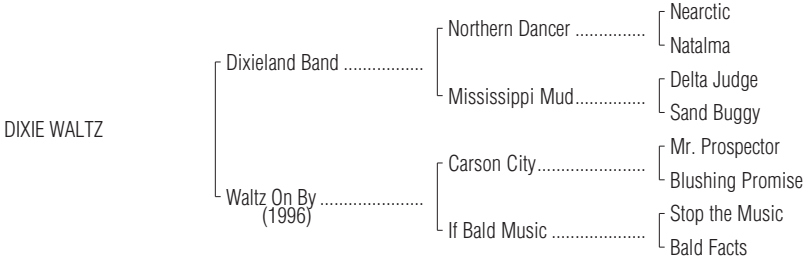 Nearctic
Northern Dancer ...............
Natalma
Dixieland Band .................
Delta Judge
Mississippi Mud...............
Sand Buggy
DIXIE WALTZ
Mr. Prospector
Carson City.......................
Blushing Promise
Waltz On By ......................
(1996)
Stop the Music
If Bald Music ....................
Bald Facts